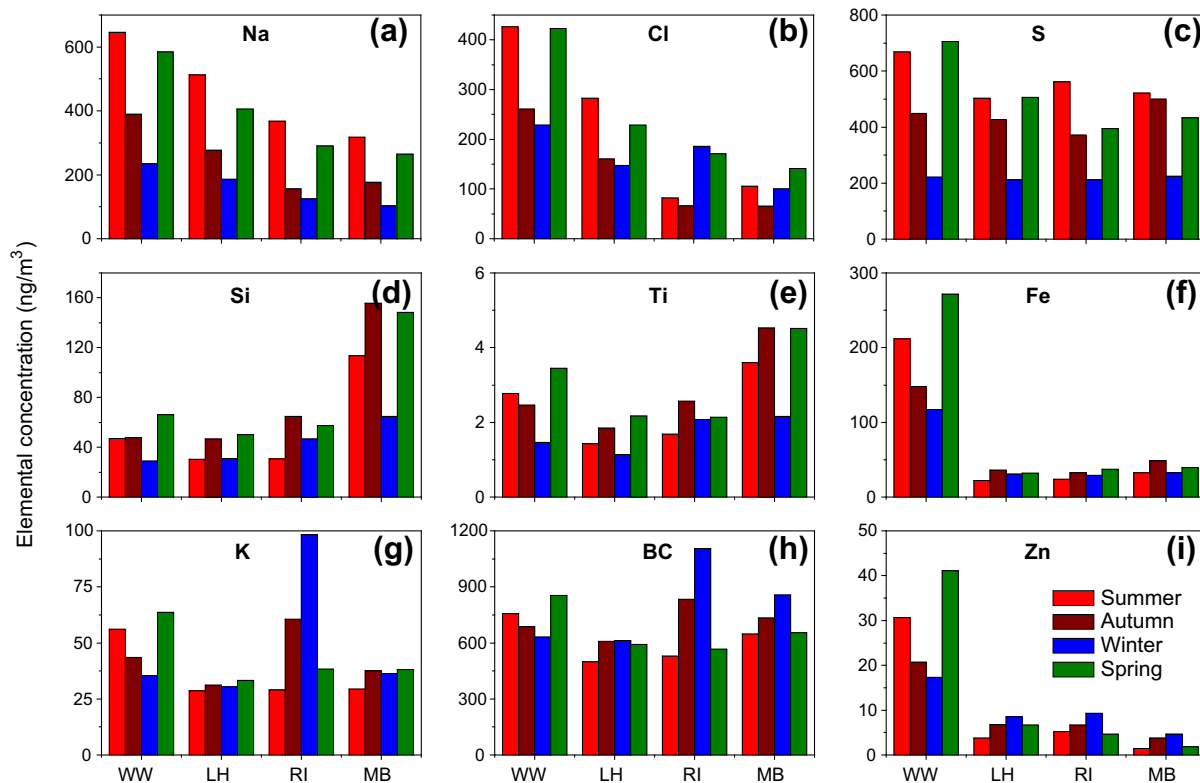 Elemental concentration (ng/m³)
Na (a)
600
400
200
0
Cl (b)
400
300
200
100
0
S (c)
800
600
400
200
0
Si (d)
160
120
80
40
0
Ti (e)
6
4
2
0
Fe (f)
300
200
100
0
K (g)
100
75
50
25
0
WW LH RI MB
BC (h)
1200
900
600
300
0
WW LH RI MB
Zn (i)
50
40
30
20
10
0
Summer
Autumn
Winter
Spring
WW LH RI MB